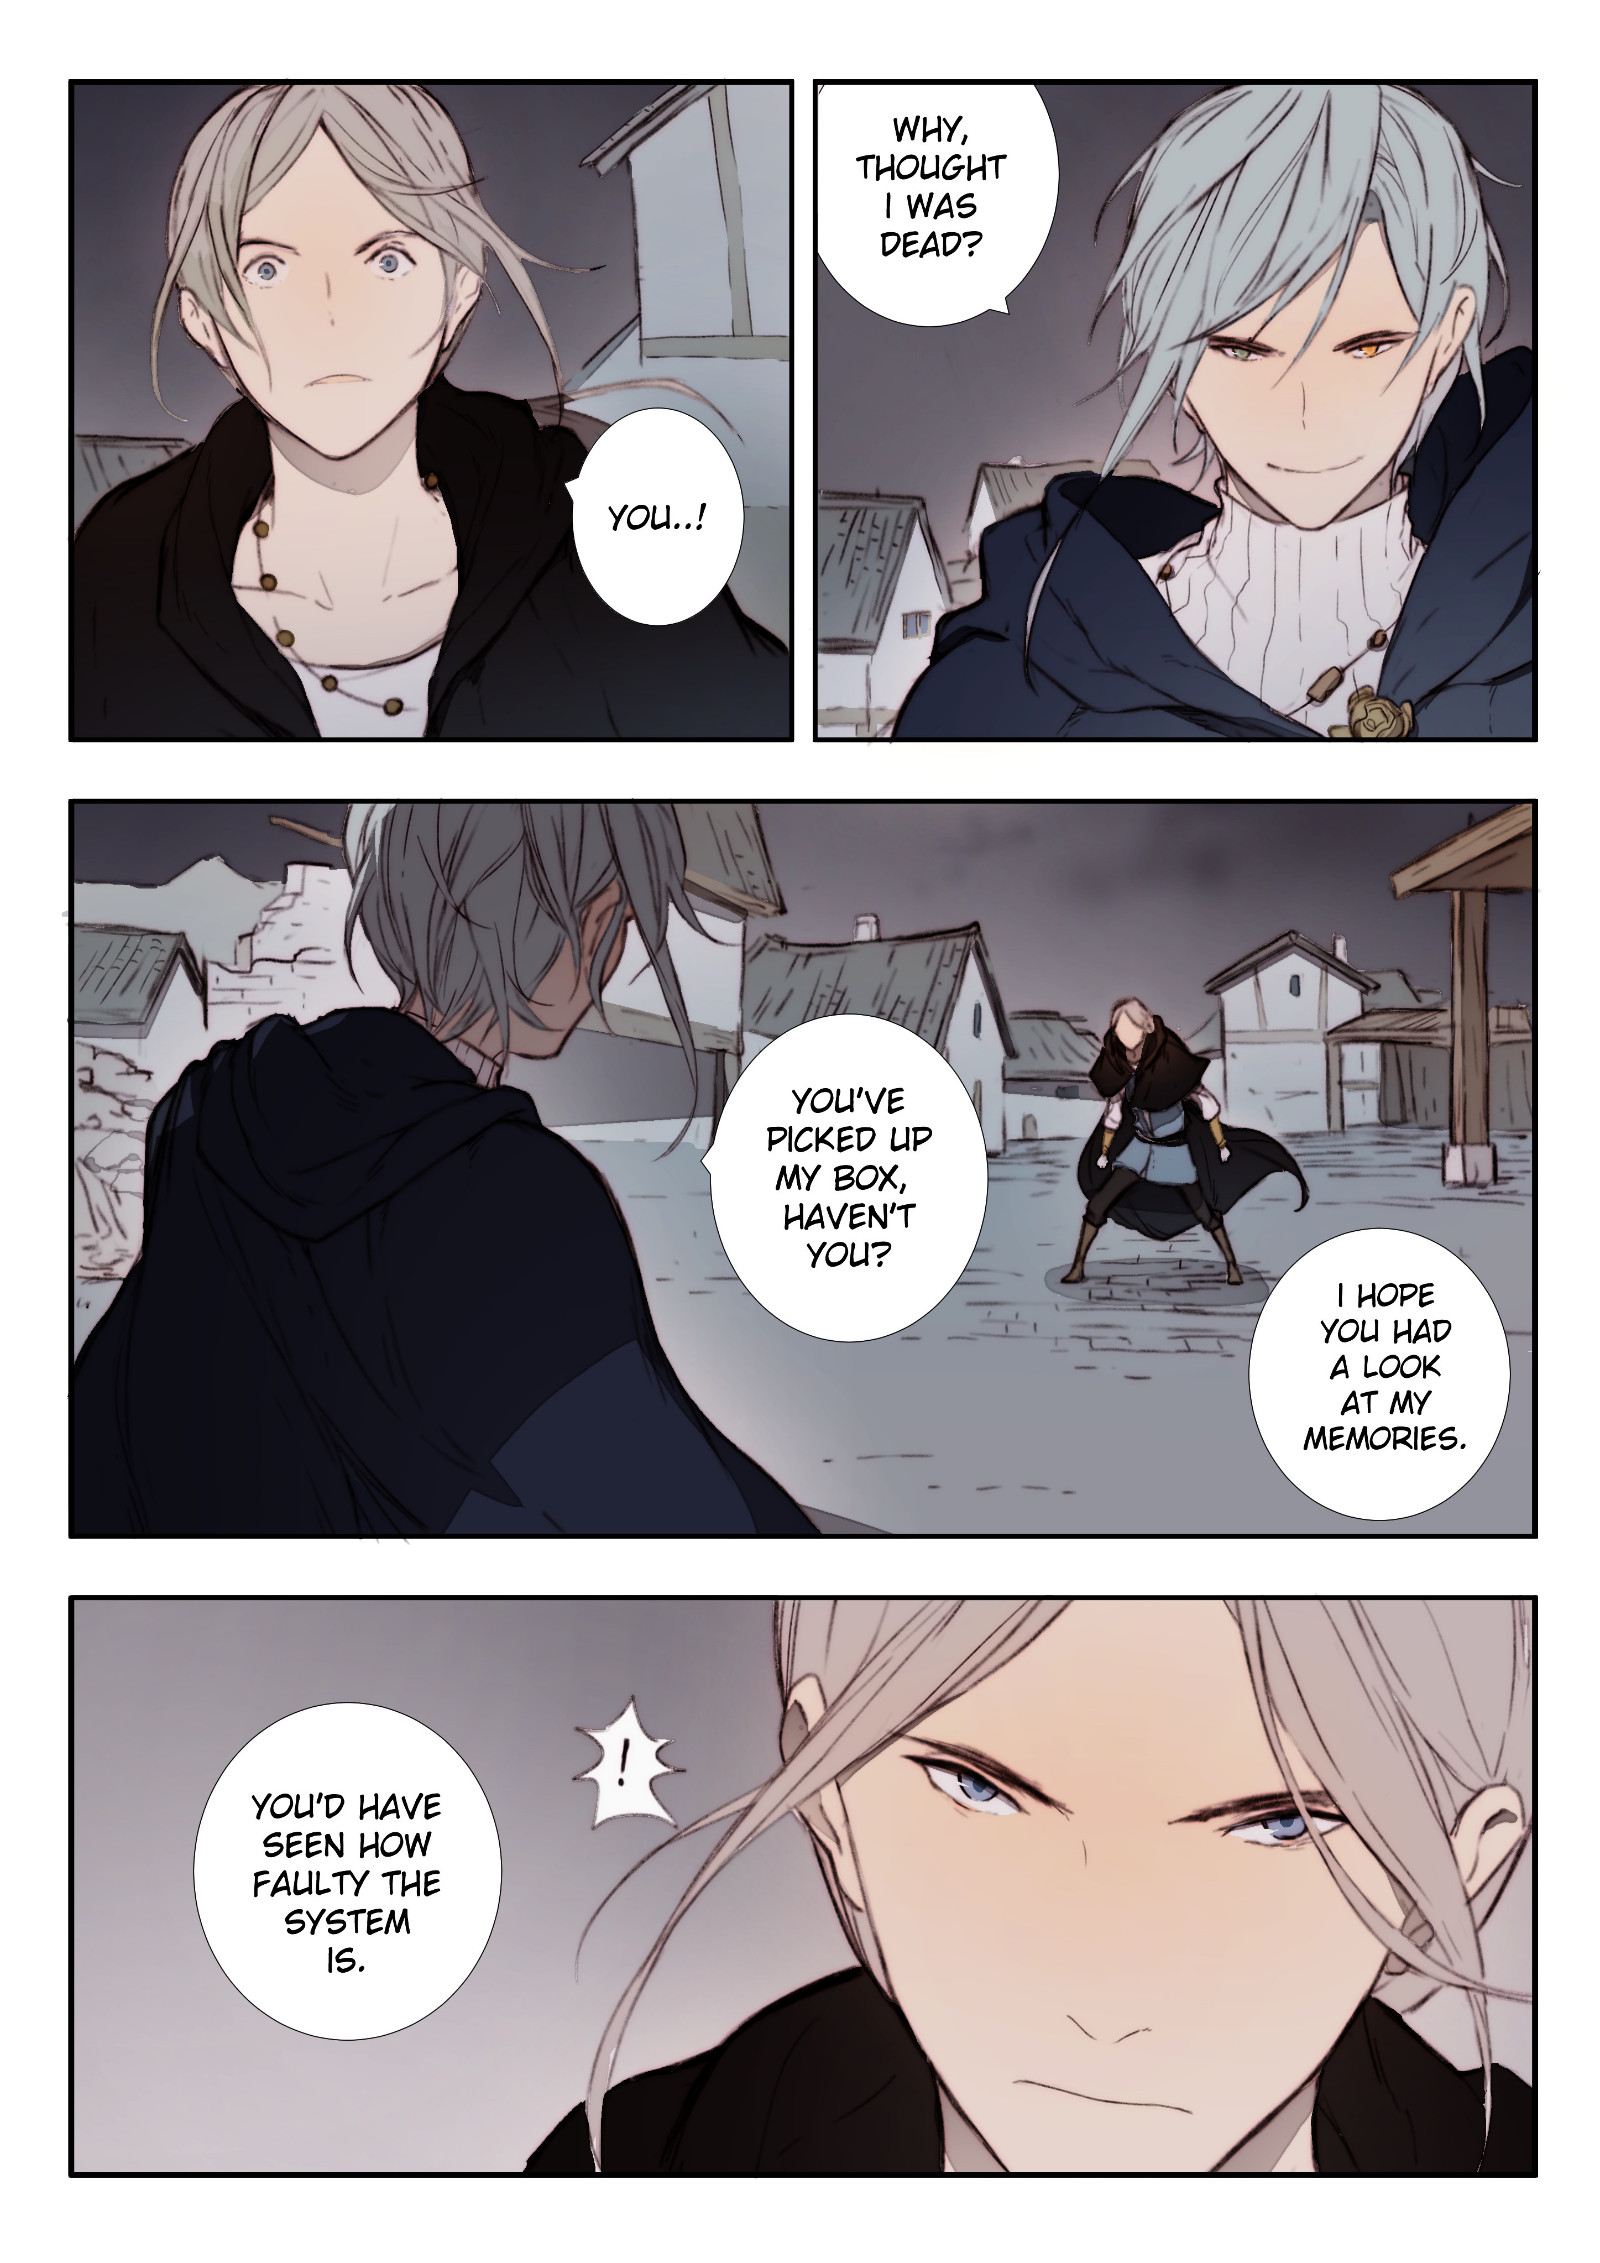 YOU..!
WHY,
THOUGHT
I WAS
DEAD?
YOU'VE
PICKED UP
MY BOX,
HAVEN'T
YOU?
I HOPE
YOU HAD
A LOOK
AT MY
MEMORIES.
YOU'D HAVE
SEEN HOW
FAULTY THE
SYSTEM
IS.
!